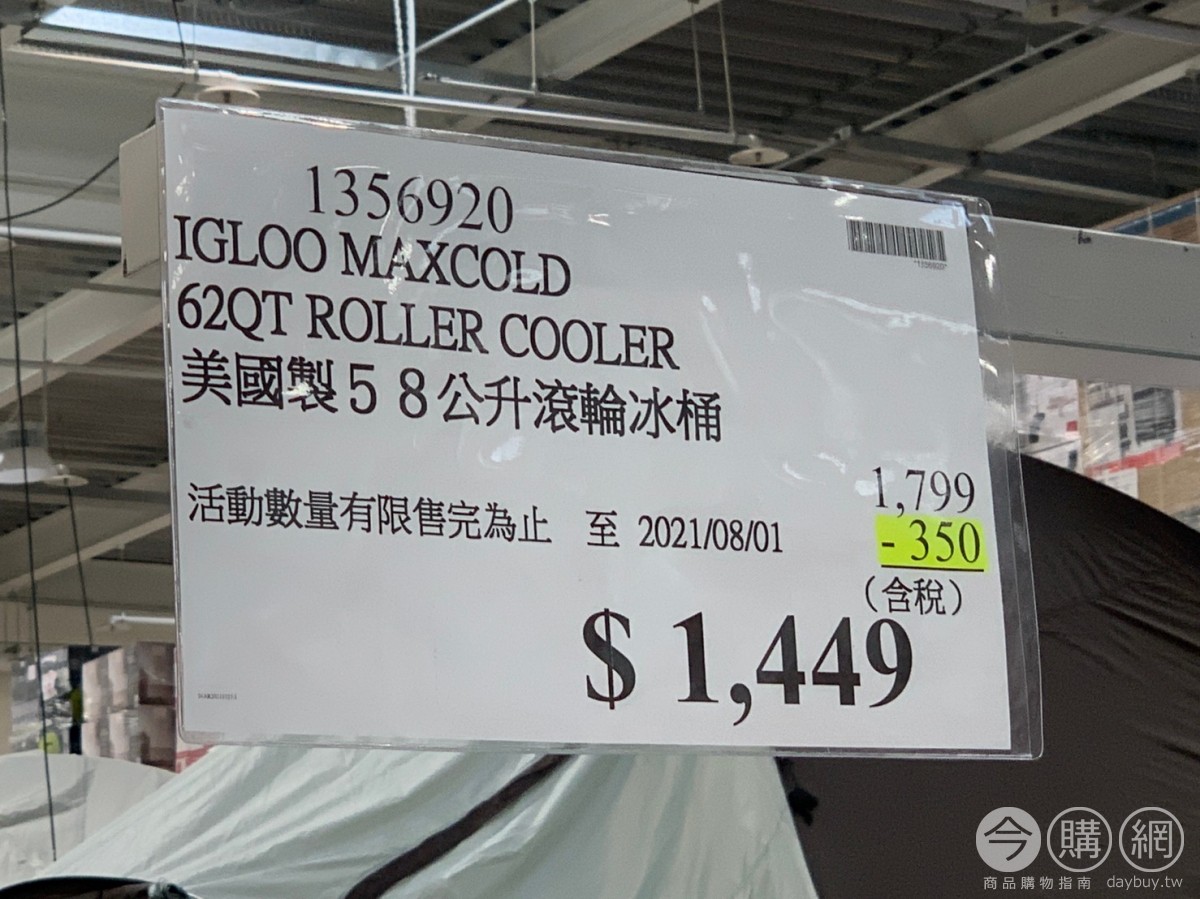 1356920
IGLOO MAXCOLD
62QT ROLLER COOLER
美國製58公升滾輪冰桶
*1356920*
1,799
活動數量有限售完為止 至 2021/08/01
- 350
(含稅)
$ 1,449
今購網
商品購物指南 daybuy.tw